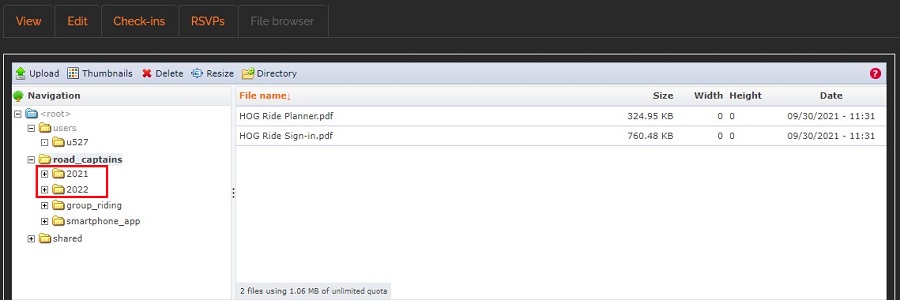 View Edit Check-ins RSVPs File browser
Upload Thumbnails Delete Resize Directory ?
Navigation
<root>
users
u527
road_captains
2021
2022
group_riding
smartphone_app
shared
File name↓ Size Width Height Date
HOG Ride Planner.pdf 324.95 KB 0 0 09/30/2021 - 11:31
HOG Ride Sign-in.pdf 760.48 KB 0 0 09/30/2021 - 11:31
2 files using 1.06 MB of unlimited quota